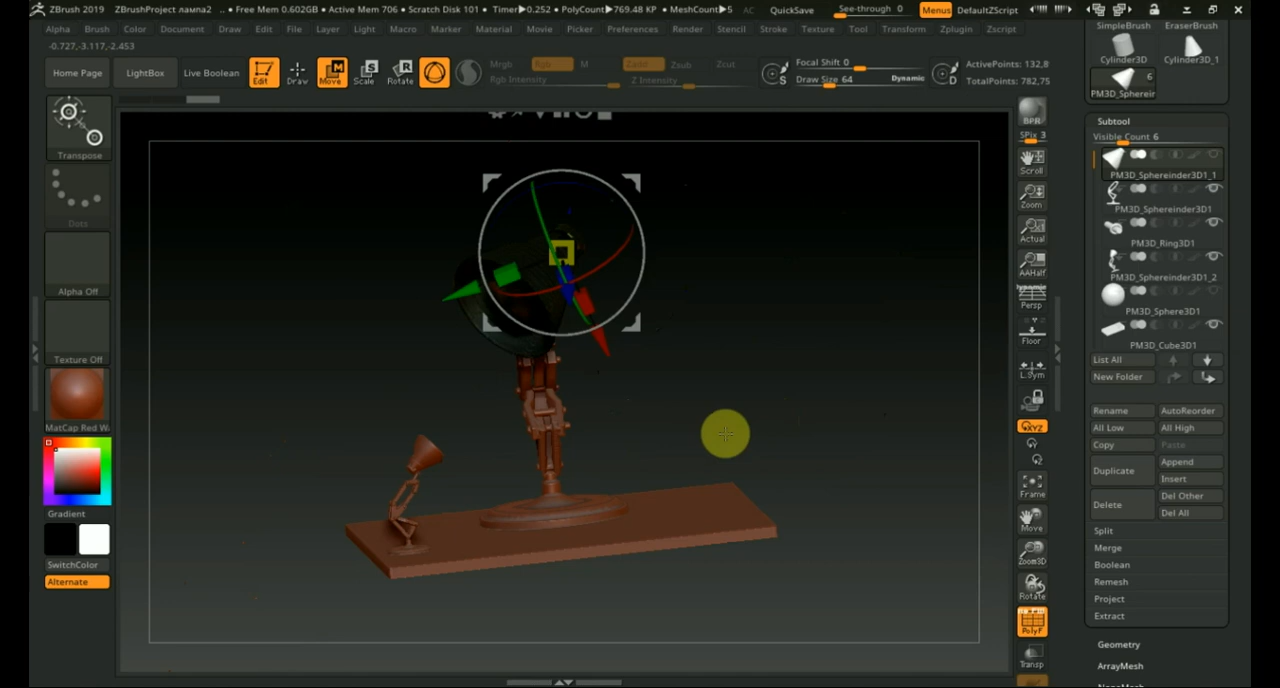 ZBrush 2019 ZBrushProject лампа2 .. • Free Mem 0.602GB • Active Mem 706 • Scratch Disk 101 • Timer▶0.252 • PolyCount▶769.48 KP • MeshCount▶5 AC QuickSave See-through 0 Menus DefaultZScript
Alpha Brush Color Document Draw Edit File Layer Light Macro Marker Material Movie Picker Preferences Render Stencil Stroke Texture Tool Transform Zplugin Zscript
-0.727,-3.117,-2.453
Home Page LightBox Live Boolean Edit Draw Move Scale Rotate
Mrgb Rgb M Zadd Zsub Zcut
Rgb Intensity Z Intensity
Focal Shift 0
Draw Size 64 Dynamic
S D
ActivePoints: 132,8
TotalPoints: 782,75
Transpose
Dots
Alpha Off
Texture Off
MatCap Red W
Gradient
SwitchColor
Alternate
BPR
SPix 3
Scroll
Zoom
Actual
AAHalf
Dynamic
Persp
Floor
L.Sym
XYZ
Frame
Move
Zoom3D
Rotate
PolyF
Transp
SimpleBrush EraserBrush
Cylinder3D Cylinder3D_1
6
PM3D_Spherein
Subtool
Visible Count 6
PM3D_Sphereinder3D1_1
PM3D_Sphereinder3D1
PM3D_Ring3D1
PM3D_Sphereinder3D1_2
PM3D_Sphere3D1
PM3D_Cube3D1
List All
New Folder
Rename AutoReorder
All Low All High
Copy Paste
Duplicate Append
Insert
Delete Del Other
Del All
Split
Merge
Boolean
Remesh
Project
Extract
Geometry
ArrayMesh